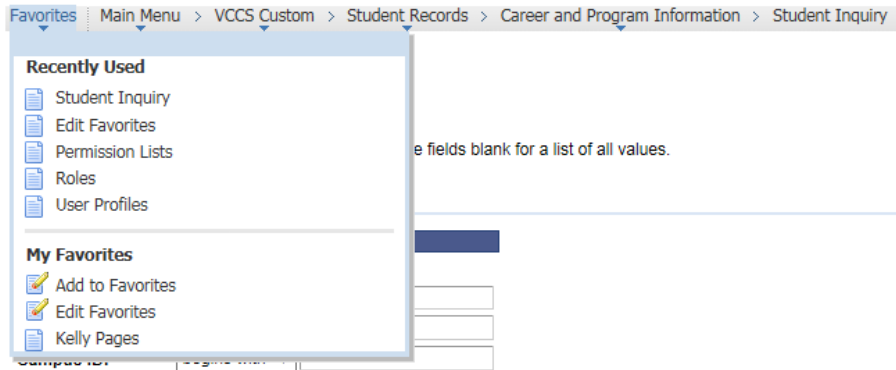 Favorites Main Menu > VCCS Custom > Student Records > Career and Program Information > Student Inquiry
Recently Used
Student Inquiry
Edit Favorites
Permission Lists
Roles
User Profiles
e fields blank for a list of all values.
My Favorites
Add to Favorites
Edit Favorites
Kelly Pages